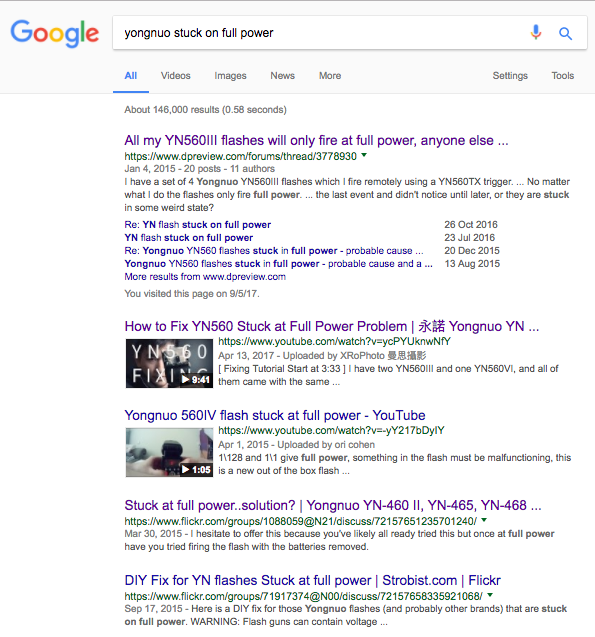 Google
yongnuo stuck on full power
All Videos Images News More Settings Tools
About 146,000 results (0.58 seconds)
All my YN560III flashes will only fire at full power, anyone else ...
https://www.dpreview.com/forums/thread/3778930
Jan 4, 2015 - 20 posts - 11 authors
I have a set of 4 Yongnuo YN560III flashes which I fire remotely using a YN560TX trigger. ... No matter
what I do the flashes only fire full power. ... the last event and didn't notice until later, or they are stuck
in some weird state?
Re: YN flash stuck on full power 26 Oct 2016
YN flash stuck on full power 23 Jul 2016
Re: Yongnuo YN560 flashes stuck in full power - probable cause ... 20 Dec 2015
Yongnuo YN560 flashes stuck in full power - probable cause and a ... 13 Aug 2015
More results from www.dpreview.com
You visited this page on 9/5/17.
How to Fix YN560 Stuck at Full Power Problem | 永諾 Yongnuo YN ...
https://www.youtube.com/watch?v=ycPYUknwNfY
Apr 13, 2017 - Uploaded by XRoPhoto 曼思攝影
[ Fixing Tutorial Start at 3:33 ] I have two YN560III and one YN560VI, and all of
them came with the same ...
YN560
FIXING
9:41
Yongnuo 560IV flash stuck at full power - YouTube
https://www.youtube.com/watch?v=-yY217bDyIY
Apr 1, 2015 - Uploaded by ori cohen
1\128 and 1\1 give full power, something in the flash must be malfunctioning, this
is a new out of the box flash ...
1:05
Stuck at full power..solution? | Yongnuo YN-460 II, YN-465, YN-468 ...
https://www.flickr.com/groups/1088059@N21/discuss/72157651235701240/
Mar 30, 2015 - I hesitate to offer this because you've likely all ready tried this but once at full power
have you tried firing the flash with the batteries removed.
DIY Fix for YN flashes Stuck at full power | Strobist.com | Flickr
https://www.flickr.com/groups/71917374@N00/discuss/72157658335921068/
Sep 17, 2015 - Here is a DIY fix for those Yongnuo flashes (and probably other brands) that are stuck
on full power. WARNING: Flash guns can contain voltage ...